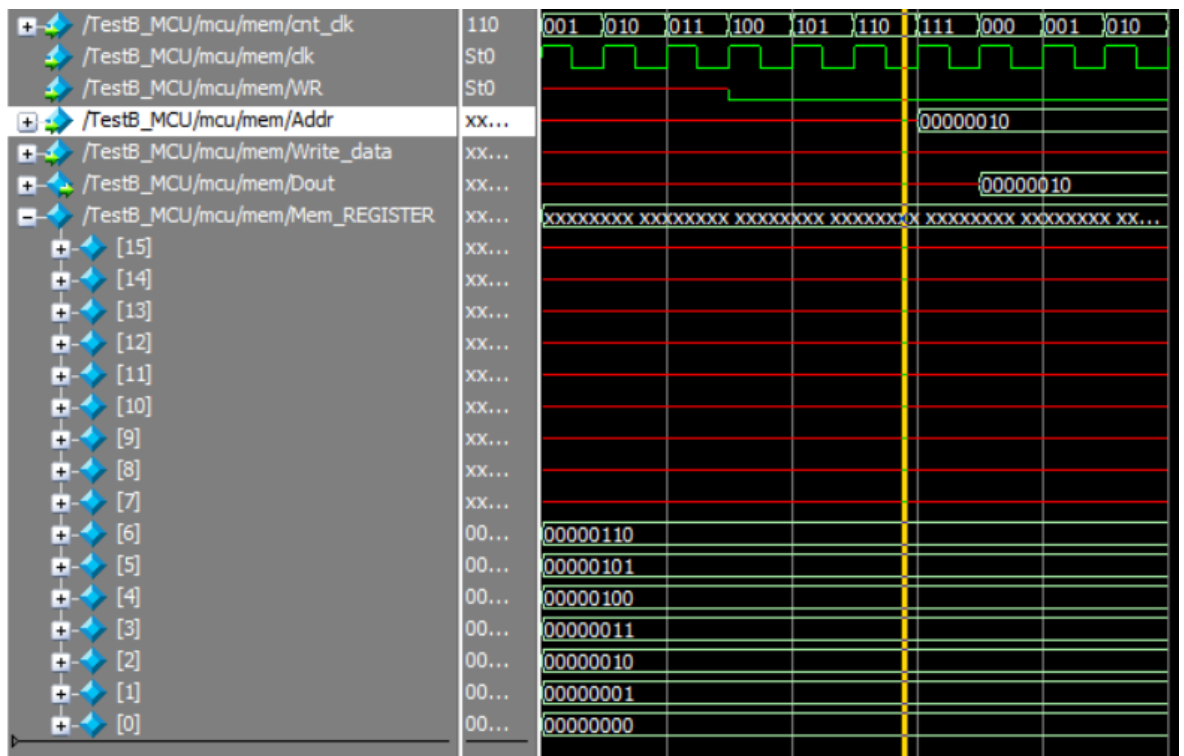 /TestB_MCU/mcu/mem/cnt_clk 110 001 010 011 100 101 110 111 000 001 010
/TestB_MCU/mcu/mem/clk St0
/TestB_MCU/mcu/mem/WR St0
/TestB_MCU/mcu/mem/Addr xx... 00000010
/TestB_MCU/mcu/mem/Write_data xx...
/TestB_MCU/mcu/mem/Dout xx... 00000010
/TestB_MCU/mcu/mem/Mem_REGISTER xx... xxxxxxxx xxxxxxxx xxxxxxxx xxxxxxxx xxxxxxxx xxxxxxxx xx...
[15] xx...
[14] xx...
[13] xx...
[12] xx...
[11] xx...
[10] xx...
[9] xx...
[8] xx...
[7] xx...
[6] 00... 00000110
[5] 00... 00000101
[4] 00... 00000100
[3] 00... 00000011
[2] 00... 00000010
[1] 00... 00000001
[0] 00... 00000000